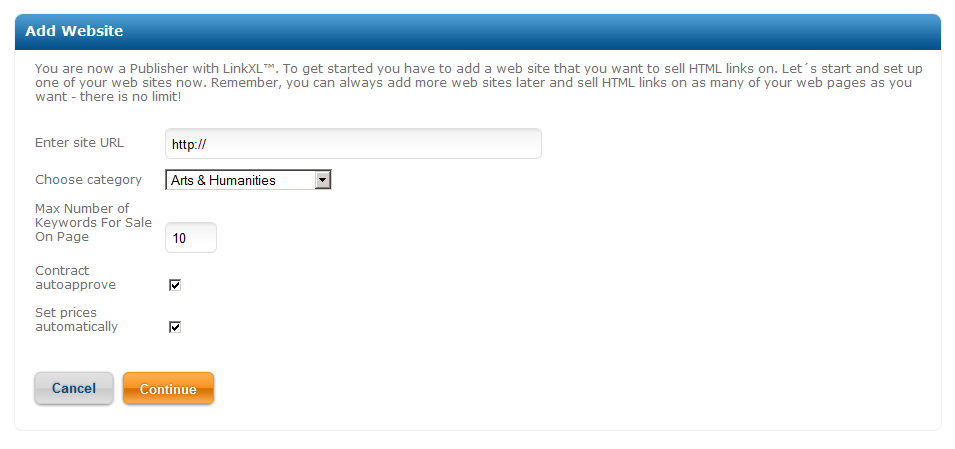 Add Website
You are now a Publisher with LinkXL™. To get started you have to add a web site that you want to sell HTML links on. Let´s start and set up
one of your web sites now. Remember, you can always add more web sites later and sell HTML links on as many of your web pages as you
want - there is no limit!
Enter site URL
http://
Choose category
Arts & Humanities
Max Number of
Keywords For Sale
On Page
10
Contract
autoapprove
Set prices
automatically
Cancel
Continue